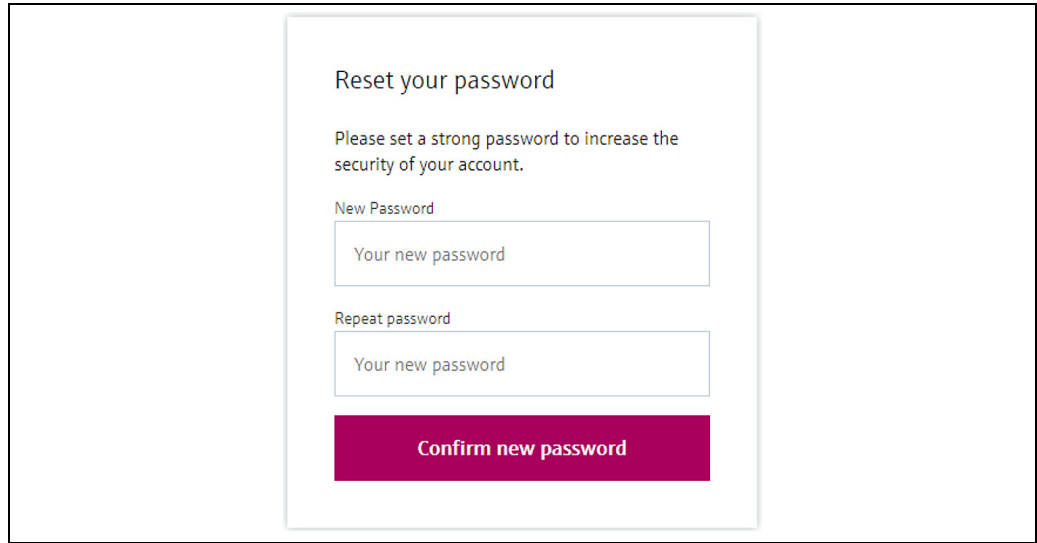 Reset your password
Please set a strong password to increase the
security of your account.
New Password
Your new password
Repeat password
Your new password
Confirm new password